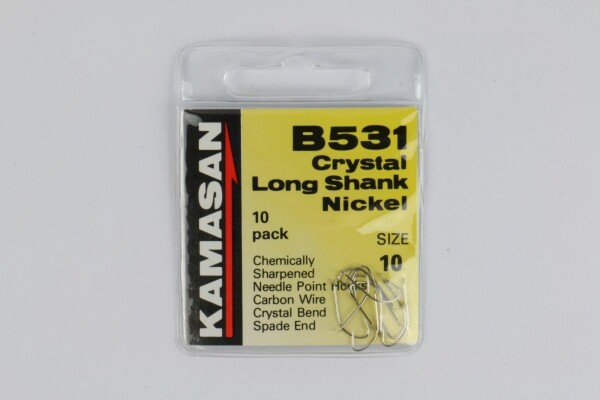 KAMASAN
B531
Crystal
Long Shank
Nickel
10
pack
SIZE
10
Chemically
Sharpened
Needle Point Hooks
Carbon Wire
Crystal Bend
Spade End